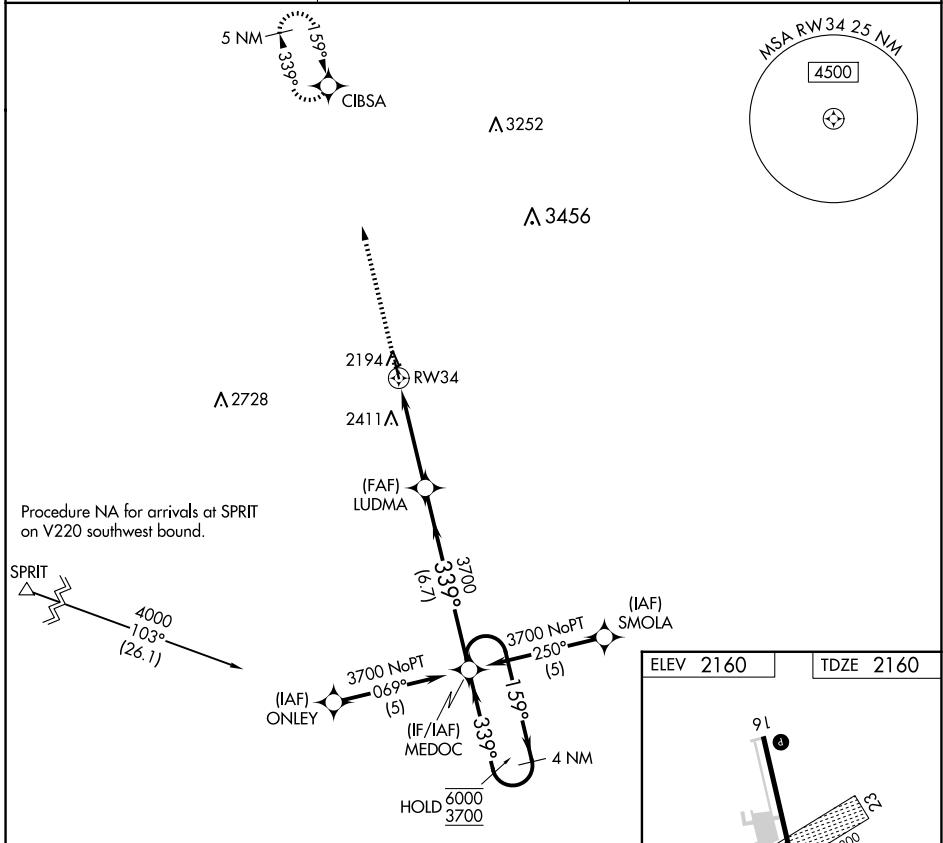 5 NM
159°
339°
CIBSA
MSA RW34 25 NM
4500
3252
3456
2194
RW34
2728
2411
(FAF)
LUDMA
Procedure NA for arrivals at SPRIT
on V220 southwest bound.
SPRIT
4000
103°
(26.1)
3700
339°
(6.7)
(IAF)
SMOLA
3700 NoPT
250°
(5)
3700 NoPT
069°
(5)
(IAF)
ONLEY
(IF/IAF)
MEDOC
159°
339°
4 NM
HOLD 6000
3700
ELEV 2160
TDZE 2160
16
P
23